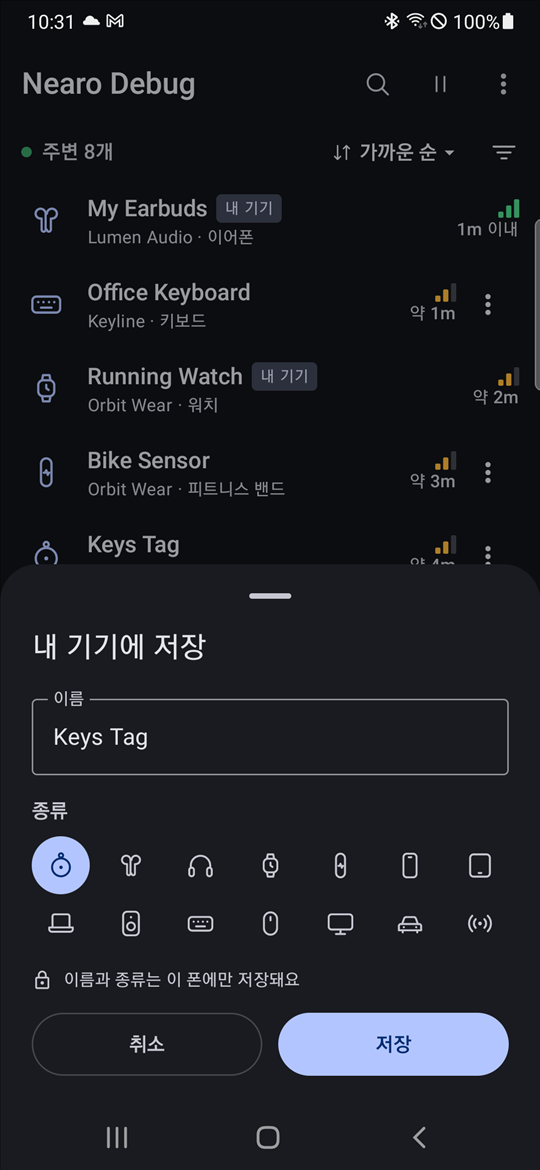 10:31
100%
Nearo Debug
주변 8개
가까운 순
My Earbuds 내 기기
Lumen Audio · 이어폰
1m 이내
Office Keyboard
Keyline · 키보드
약 1m
Running Watch 내 기기
Orbit Wear · 워치
약 2m
Bike Sensor
Orbit Wear · 피트니스 밴드
약 3m
Keys Tag
약 4m
내 기기에 저장
이름
Keys Tag
종류
이름과 종류는 이 폰에만 저장돼요
취소
저장